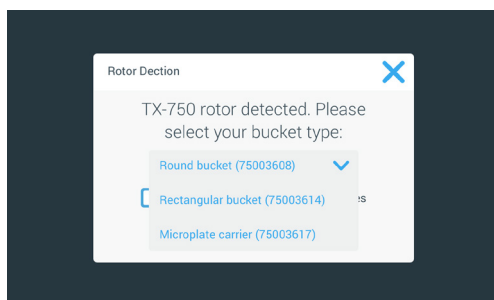 Rotor Dection
TX-750 rotor detected. Please
select your bucket type:
Round bucket (75003608)
Rectangular bucket (75003614)
Microplate carrier (75003617)